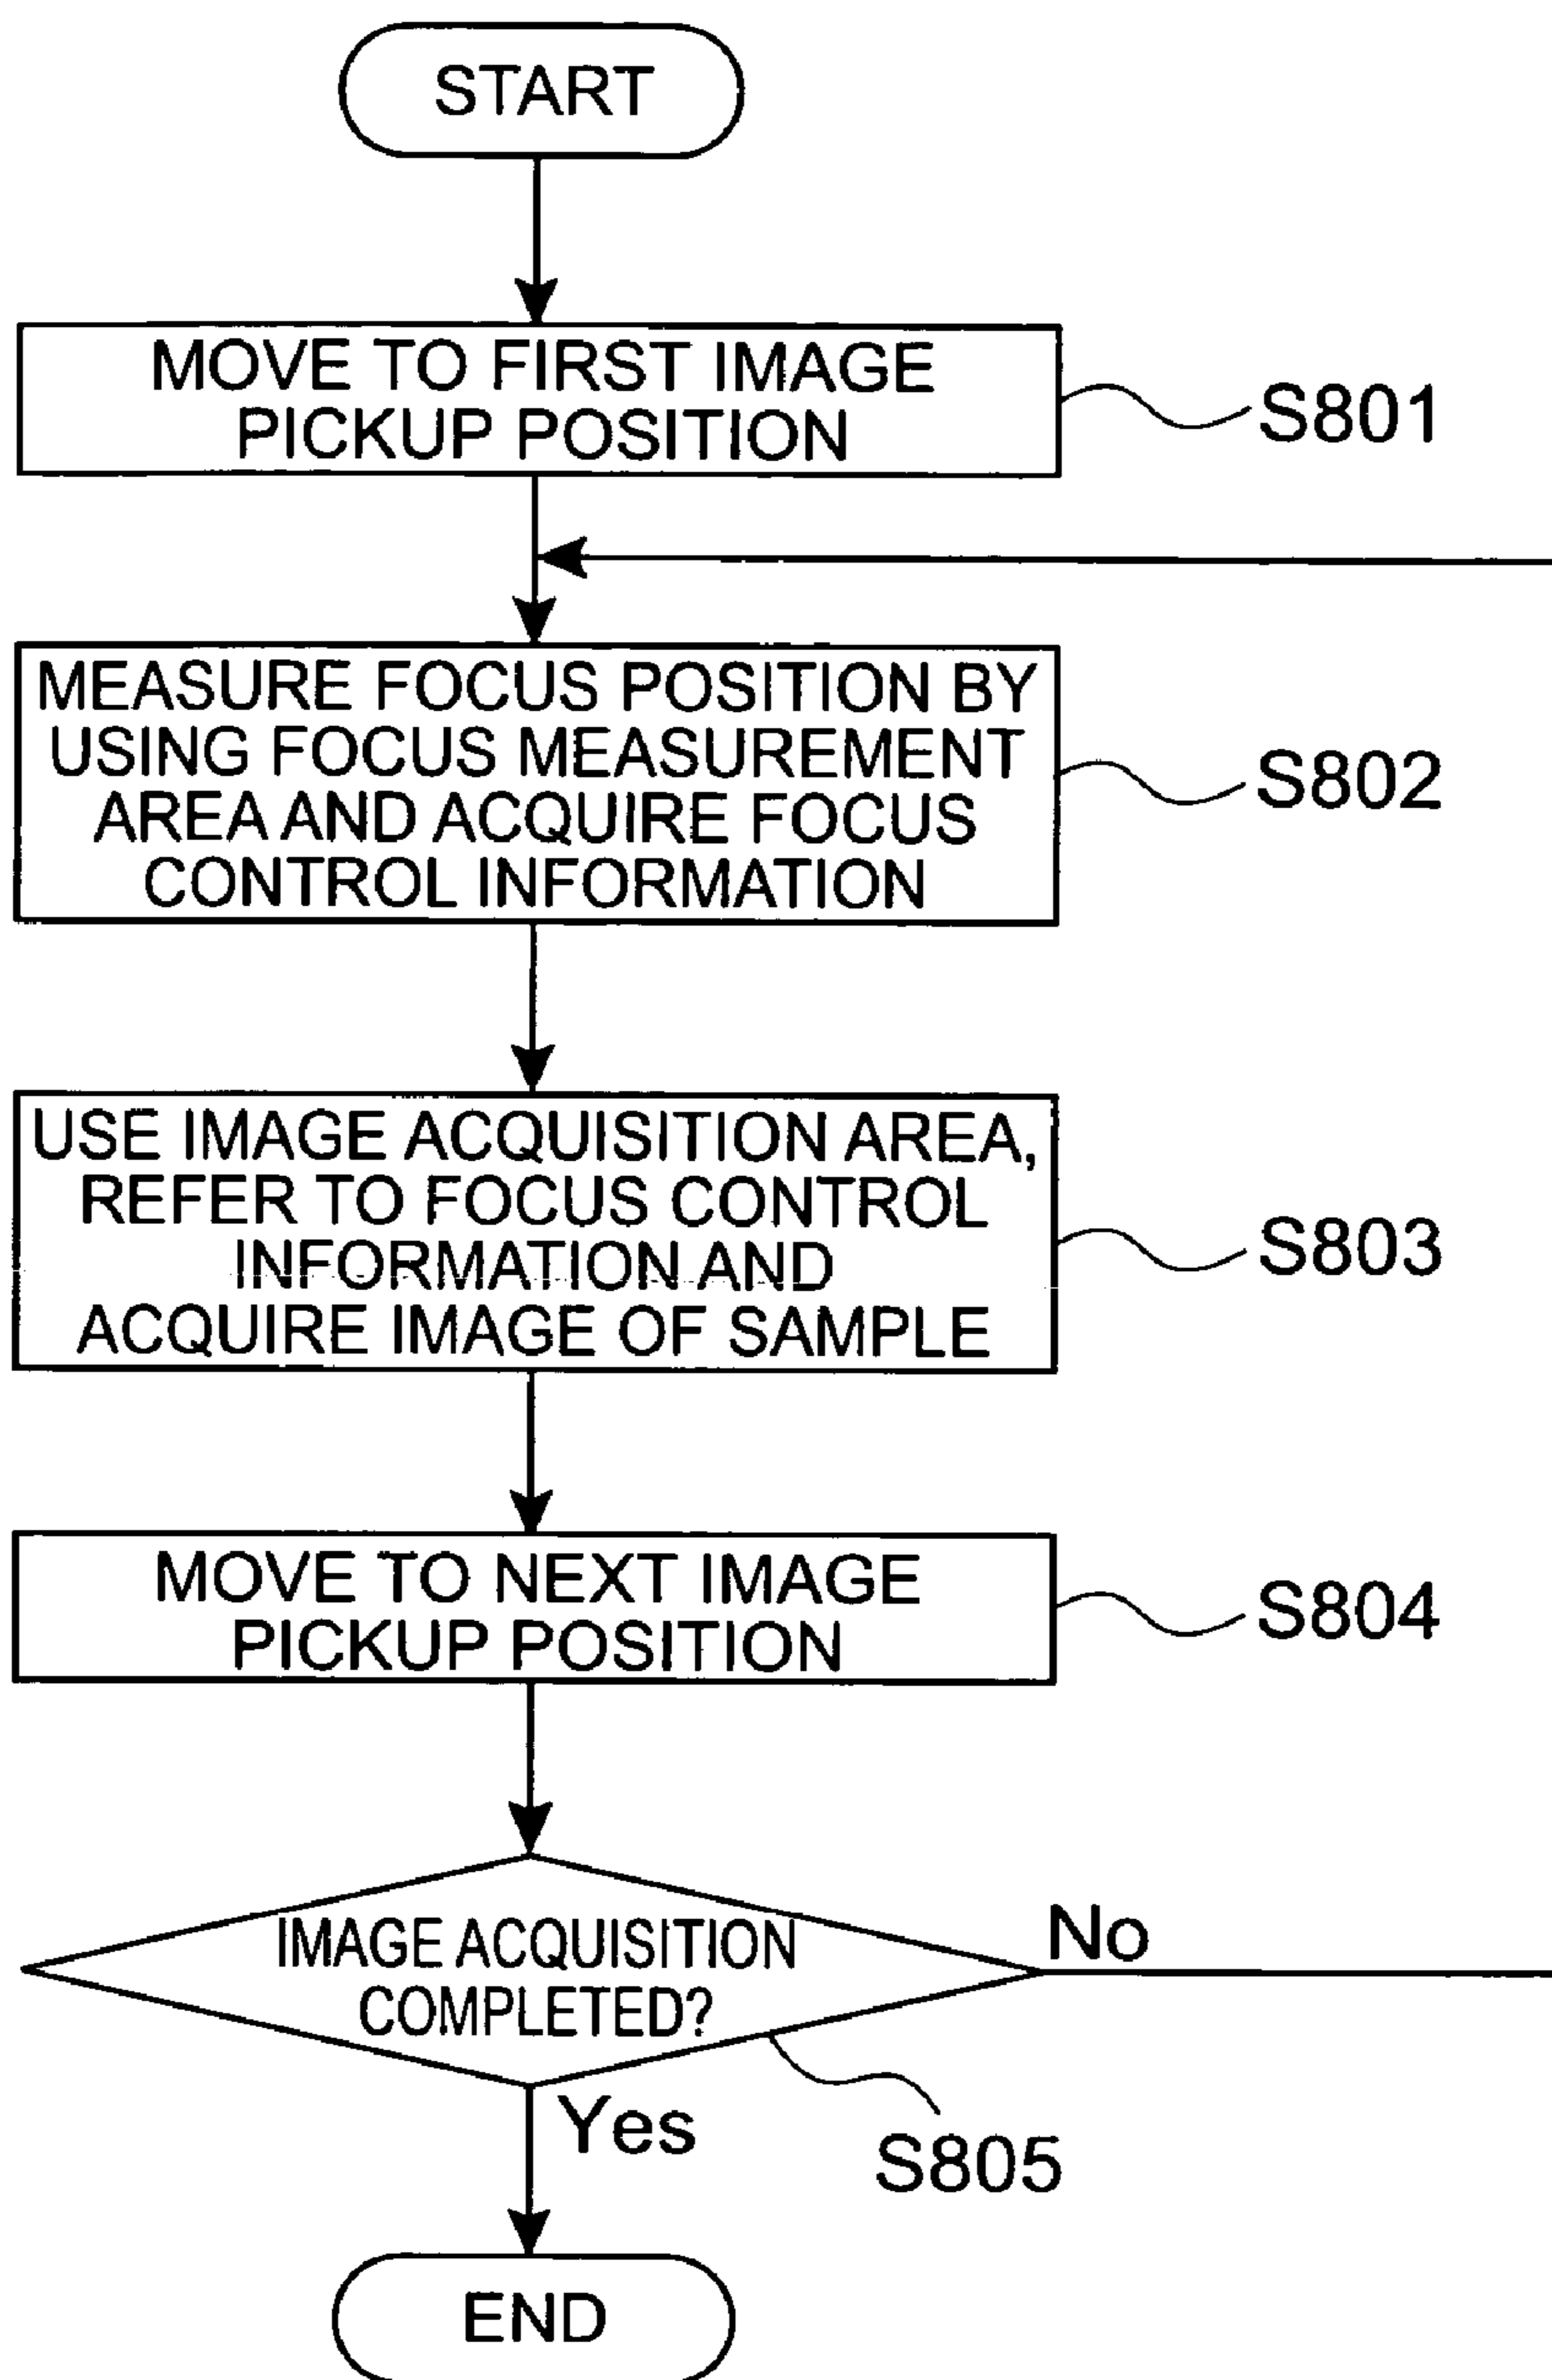 START
MOVE TO FIRST IMAGE
PICKUP POSITION
S801
MEASURE FOCUS POSITION BY
USING FOCUS MEASUREMENT
AREA AND ACQUIRE FOCUS
CONTROL INFORMATION
S802
USE IMAGE ACQUISITION AREA,
REFER TO FOCUS CONTROL
INFORMATION AND
ACQUIRE IMAGE OF SAMPLE
S803
MOVE TO NEXT IMAGE
PICKUP POSITION
S804
IMAGE ACQUISITION
COMPLETED?
No
Yes
S805
END